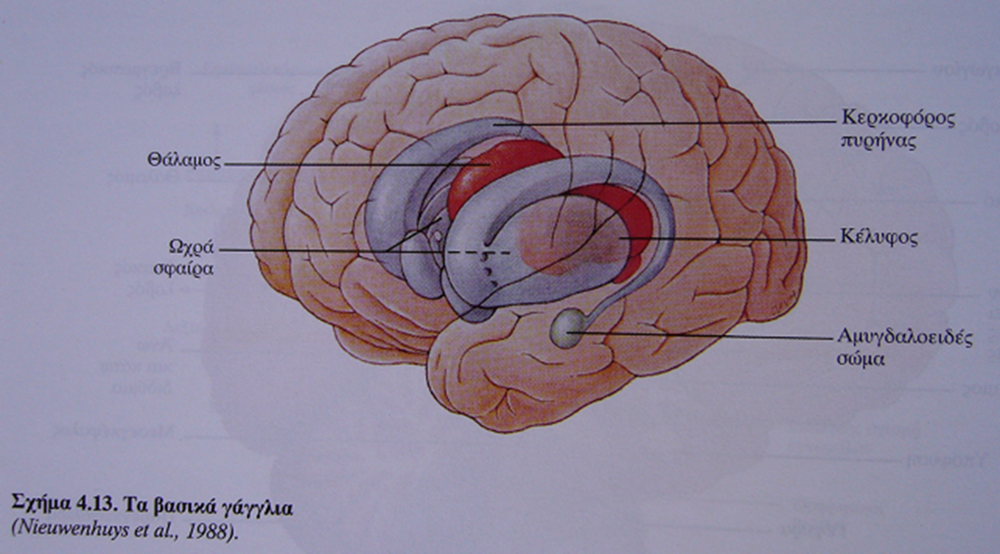 Κερκοφόρος
πυρήνας
Θάλαμος
Κέλυφος
Ωχρά
σφαίρα
Αμυγδαλοειδές
σώμα
Σχήμα 4.13. Τα βασικά γάγγλια
(Nieuwenhuys et al., 1988).